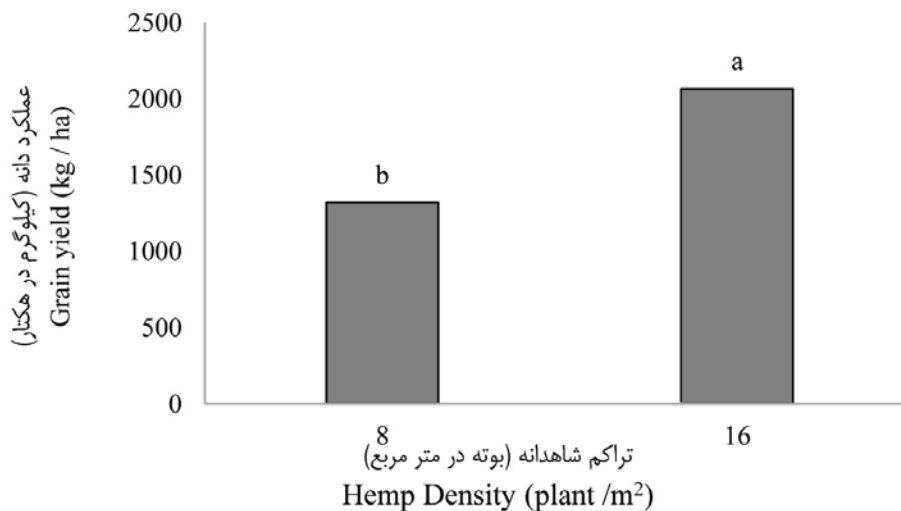 عملکرد دانه (کیلوگرم در هکتار)
Grain yield (kg / ha)
2500
2000
1500
1000
500
0
b
a
8
16
تراکم شاهدانه (بوته در متر مربع)
Hemp Density (plant /m²)